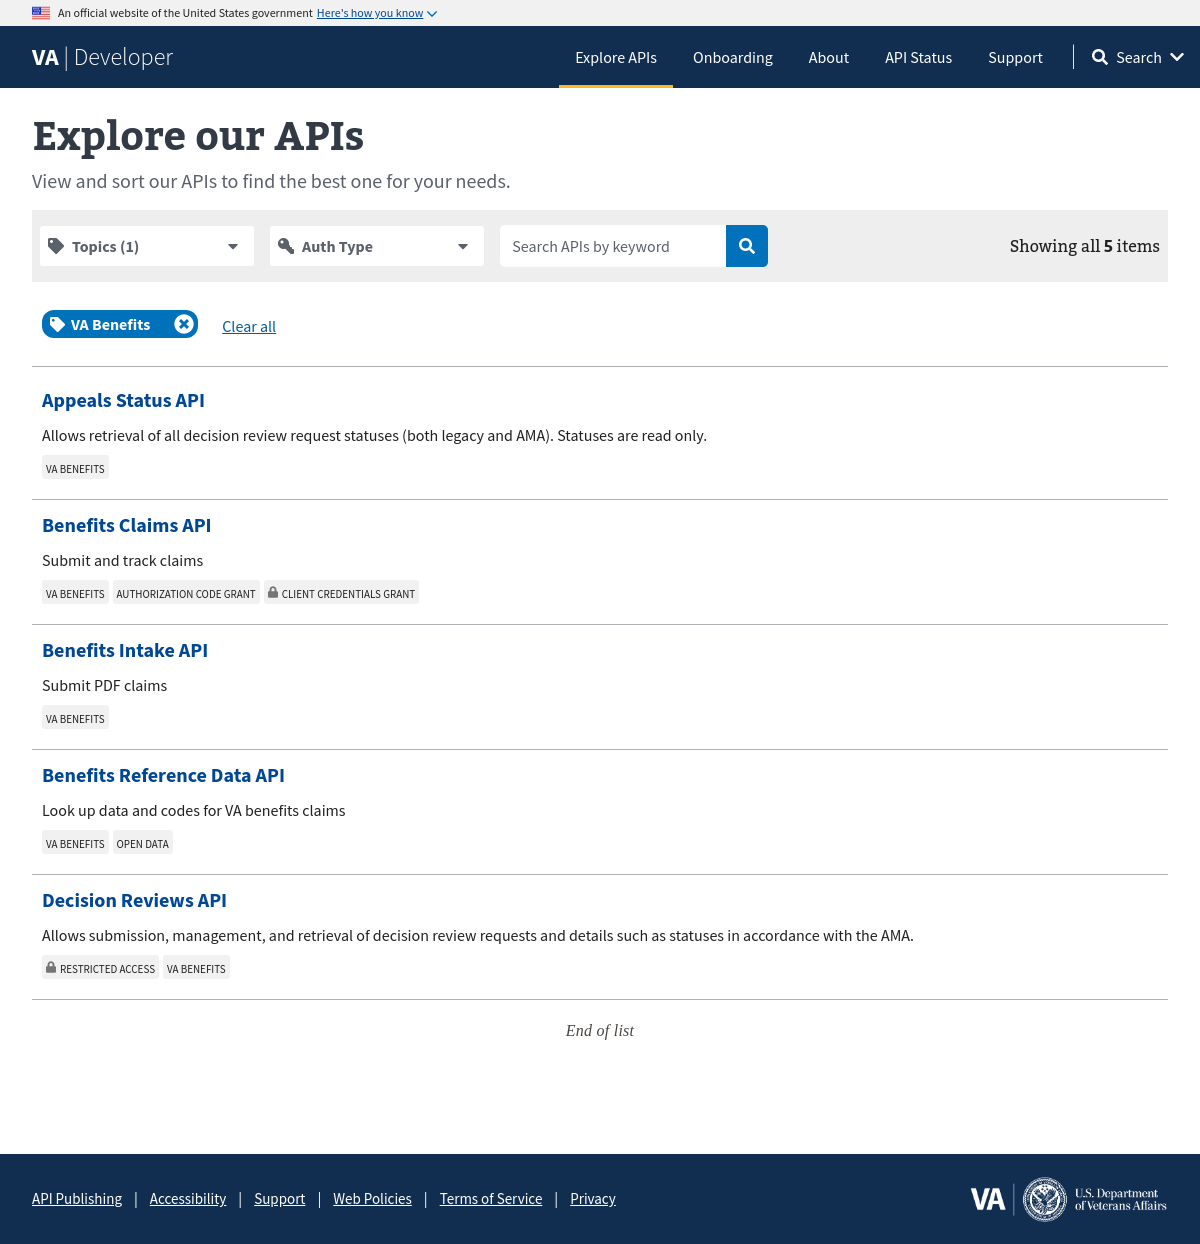 An official website of the United States government Here's how you know
VA | Developer
Explore APIs
Onboarding
About
API Status
Support
Search
Explore our APIs
View and sort our APIs to find the best one for your needs.
Topics (1)
Auth Type
Search APIs by keyword
Showing all 5 items
VA Benefits
Clear all
Appeals Status API
Allows retrieval of all decision review request statuses (both legacy and AMA). Statuses are read only.
VA BENEFITS
Benefits Claims API
Submit and track claims
VA BENEFITS AUTHORIZATION CODE GRANT CLIENT CREDENTIALS GRANT
Benefits Intake API
Submit PDF claims
VA BENEFITS
Benefits Reference Data API
Look up data and codes for VA benefits claims
VA BENEFITS OPEN DATA
Decision Reviews API
Allows submission, management, and retrieval of decision review requests and details such as statuses in accordance with the AMA.
RESTRICTED ACCESS VA BENEFITS
End of list
API Publishing | Accessibility | Support | Web Policies | Terms of Service | Privacy
VA
U.S. Department
of Veterans Affairs